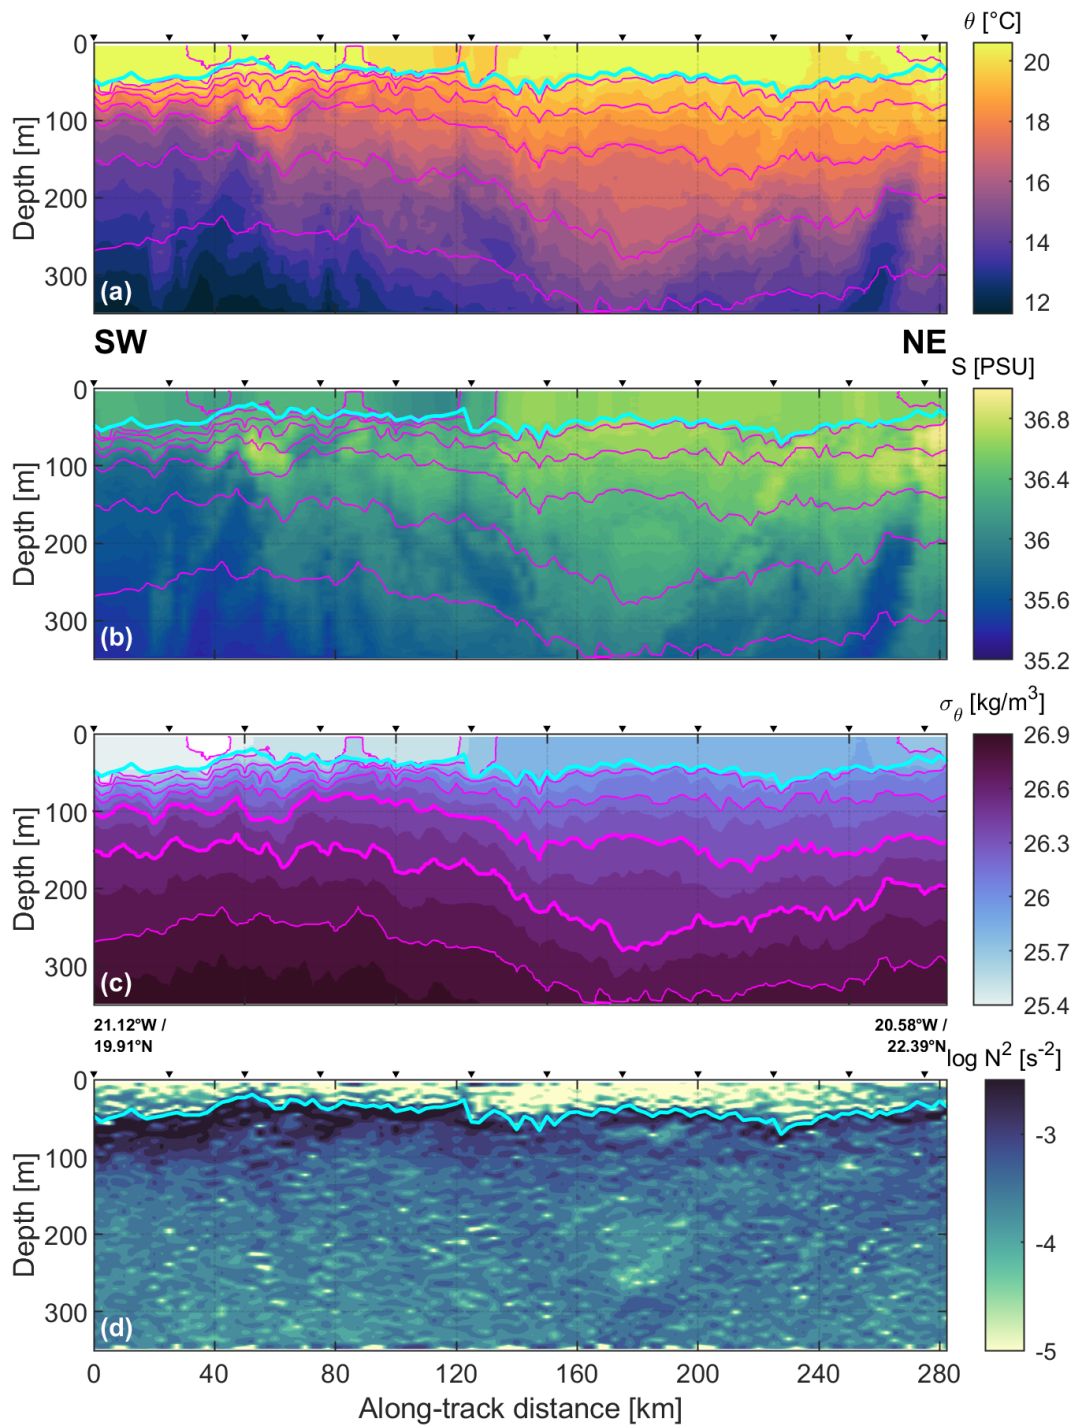 θ [°C]
0
100
200
300
Depth [m]
(a)
20
18
16
14
12
SW
NE
S [PSU]
0
100
200
300
Depth [m]
(b)
36.8
36.4
36
35.6
35.2
σθ [kg/m³]
0
100
200
300
Depth [m]
(c)
26.9
26.6
26.3
26
25.7
25.4
21.12°W /
19.91°N
20.58°W /
22.39°N
log N² [s⁻²]
0
100
200
300
Depth [m]
(d)
-3
-4
-5
0 40 80 120 160 200 240 280
Along-track distance [km]